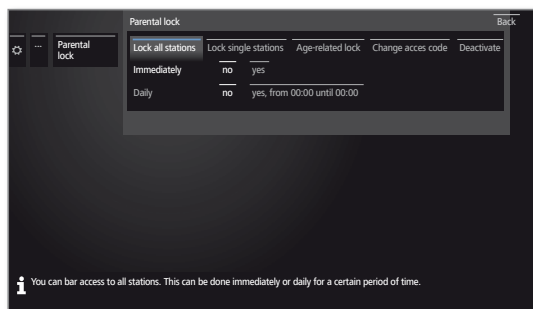 Parental lock
Back
...
Parental
lock
Lock all stations Lock single stations Age-related lock Change acces code Deactivate
Immediately no yes
Daily no yes, from 00:00 until 00:00
You can bar access to all stations. This can be done immediately or daily for a certain period of time.